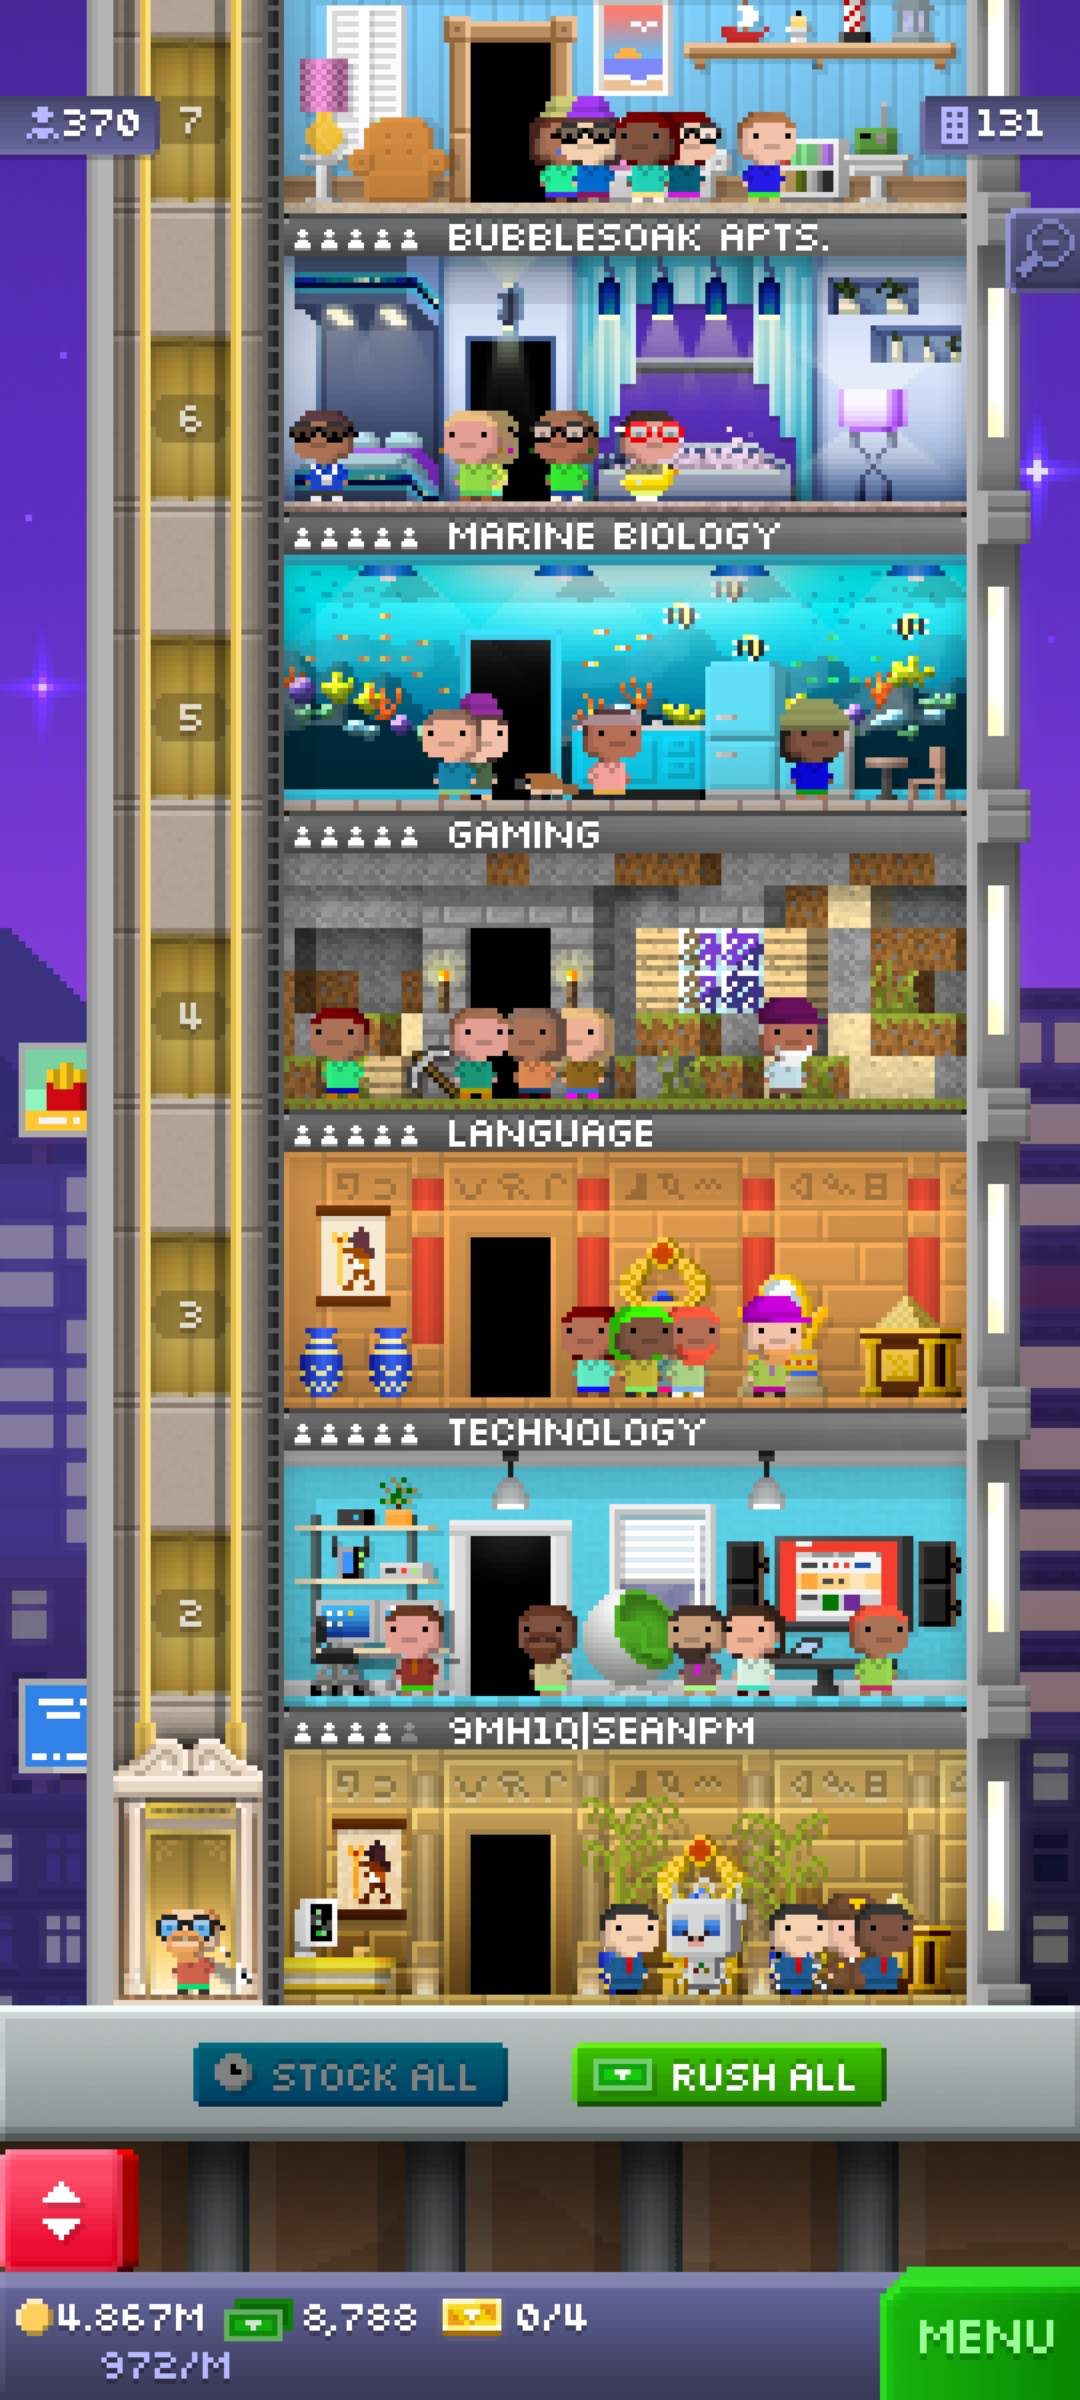 370
7
131
BUBBLESOAK APTS.
6
MARINE BIOLOGY
5
GAMING
4
LANGUAGE
3
TECHNOLOGY
2
9MH1Q|SEANPM
STOCK ALL
RUSH ALL
4.867M
8,788
0/4
972/M
MENU